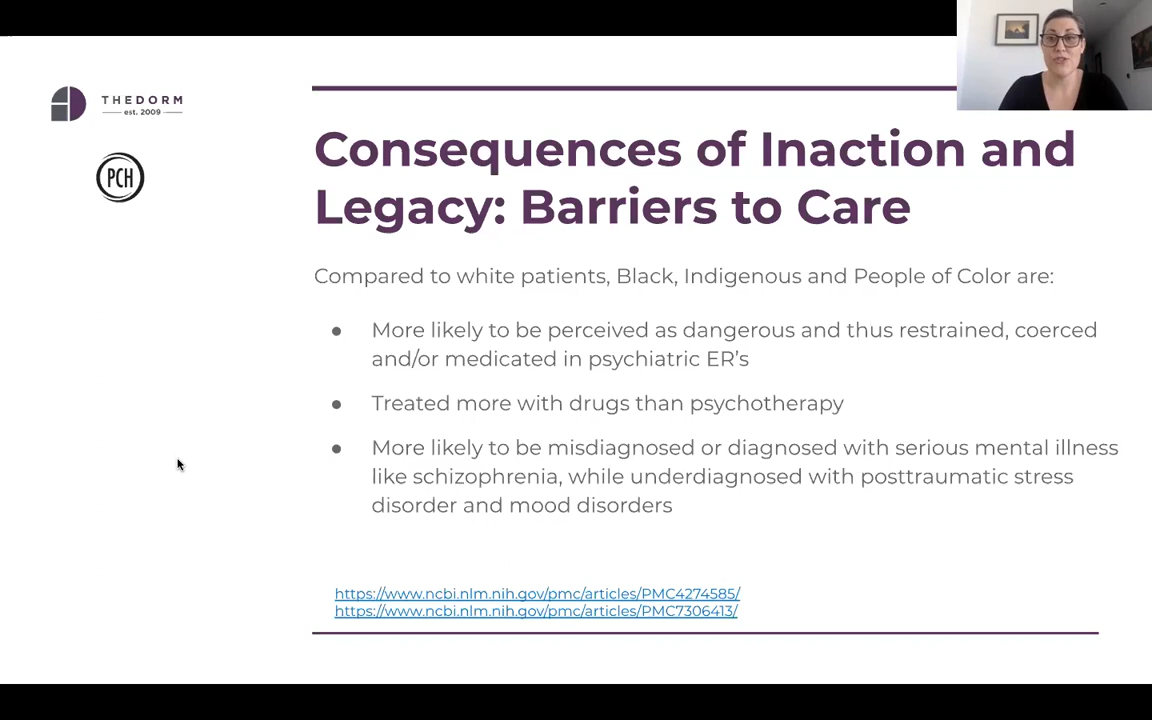 THEDORM
est. 2009
PCH
Consequences of Inaction and
Legacy: Barriers to Care
Compared to white patients, Black, Indigenous and People of Color are:
● More likely to be perceived as dangerous and thus restrained, coerced
and/or medicated in psychiatric ER’s
● Treated more with drugs than psychotherapy
● More likely to be misdiagnosed or diagnosed with serious mental illness
like schizophrenia, while underdiagnosed with posttraumatic stress
disorder and mood disorders
https://www.ncbi.nlm.nih.gov/pmc/articles/PMC4274585/
https://www.ncbi.nlm.nih.gov/pmc/articles/PMC7306413/